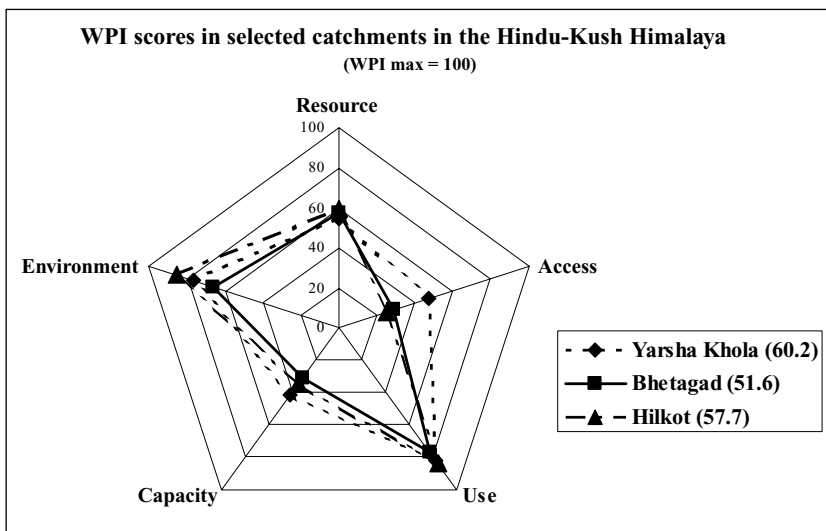 WPI scores in selected catchments in the Hindu-Kush Himalaya
(WPI max = 100)
Resource
100
80
60
40
20
0
Environment
Access
Capacity
Use
Yarsha Khola (60.2)
Bhetagad (51.6)
Hilkot (57.7)